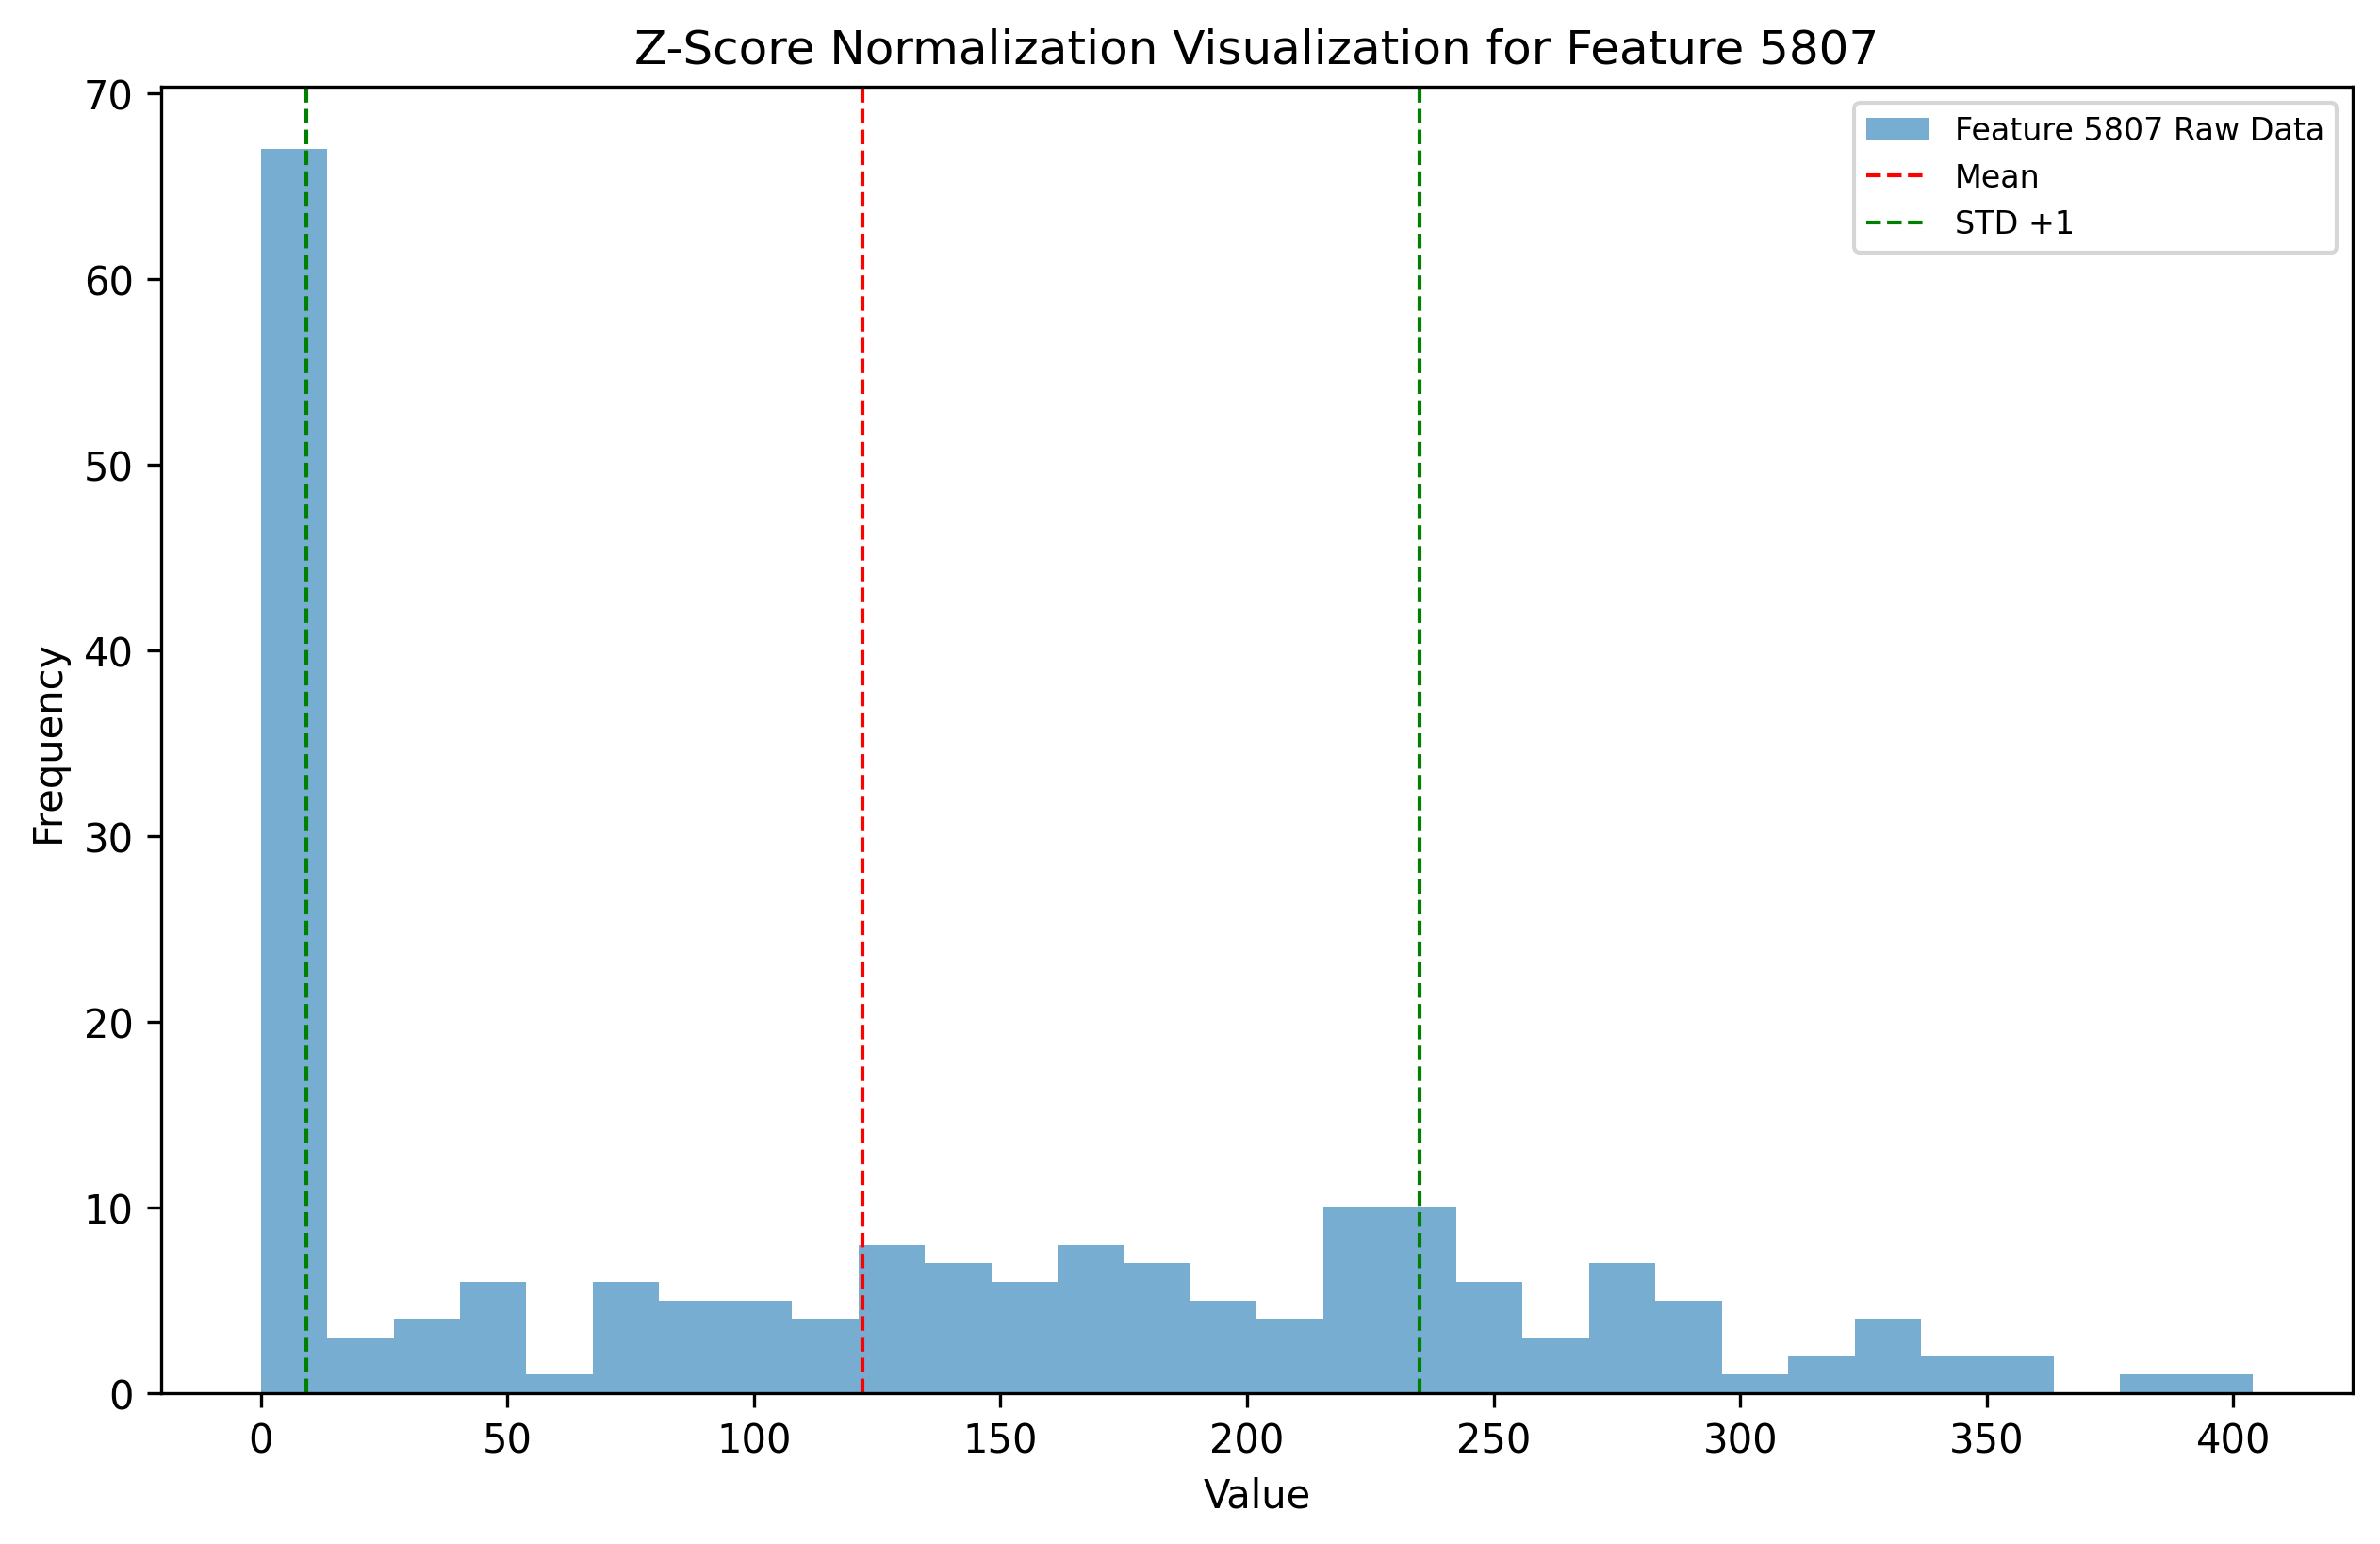 Z-Score Normalization Visualization for Feature 5807
Feature 5807 Raw Data
Mean
STD +1
70
60
50
40
30
20
10
0
Frequency
0 50 100 150 200 250 300 350 400
Value